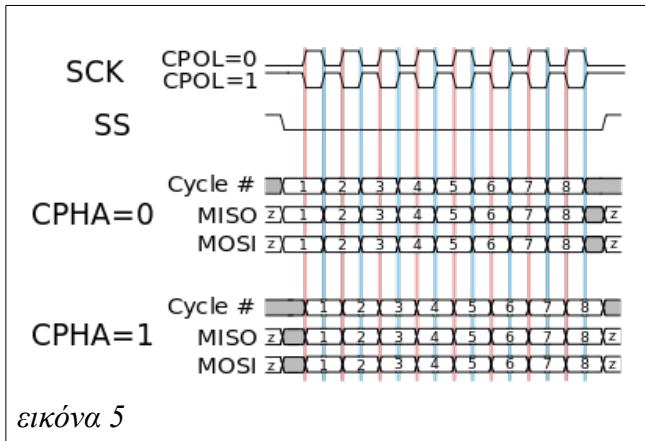 CPOL=0
SCK CPOL=1
SS
Cycle # 1 2 3 4 5 6 7 8
CPHA=0 MISO z 1 2 3 4 5 6 7 8 z
MOSI z 1 2 3 4 5 6 7 8 z
Cycle # 1 2 3 4 5 6 7 8
CPHA=1 MISO z 1 2 3 4 5 6 7 8 z
MOSI z 1 2 3 4 5 6 7 8 z
εικόνα 5